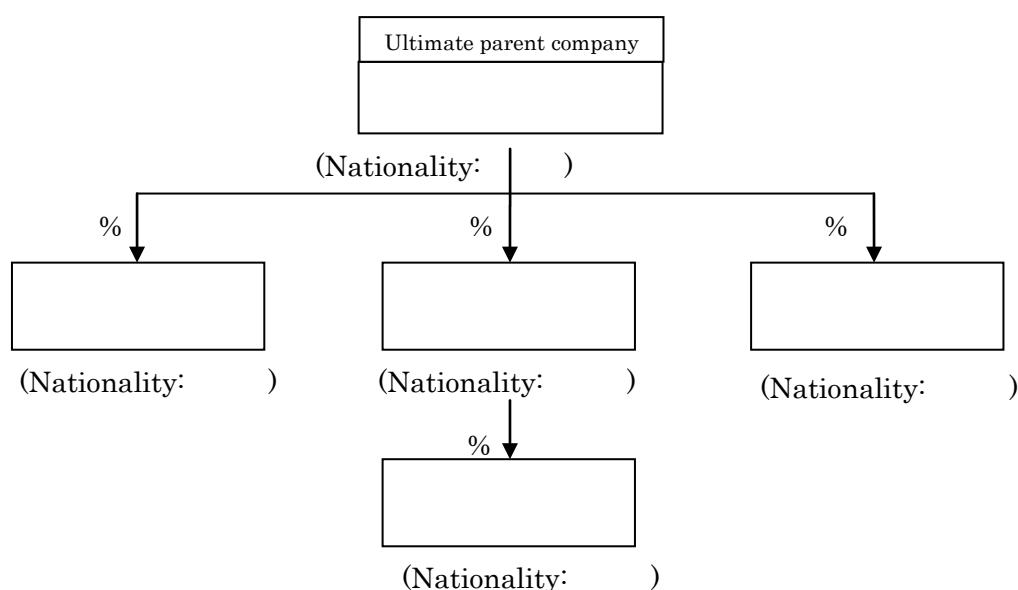 Ultimate parent company
(Nationality:      )
%
%
%
(Nationality:      )
(Nationality:      )
(Nationality:      )
%
(Nationality:      )